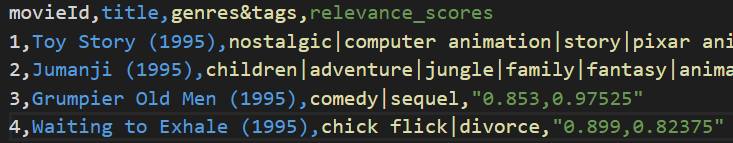 movieId,title,genres&tags,relevance_scores
1,Toy Story (1995),nostalgic|computer animation|story|pixar ani
2,Jumanji (1995),children|adventure|jungle|family|fantasy|anima
3,Grumpier Old Men (1995),comedy|sequel,"0.853,0.97525"
4,Waiting to Exhale (1995),chick flick|divorce,"0.899,0.82375"